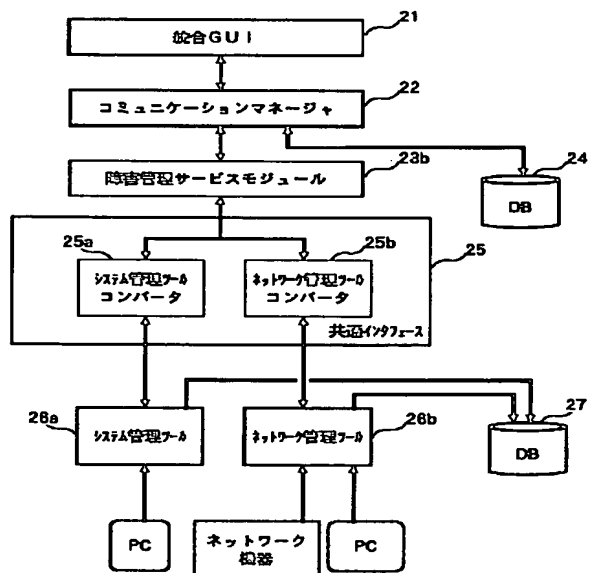 統合GUI
21
コミュニケーションマネージャ
22
障害管理サービスモジュール
23b
24
DB
25a
25b
25
システム管理ツール
コンバータ
ネットワーク管理ツール
コンバータ
共通インタフェース
26a
システム管理ツール
ネットワーク管理ツール
26b
27
DB
PC
ネットワーク
機器
PC